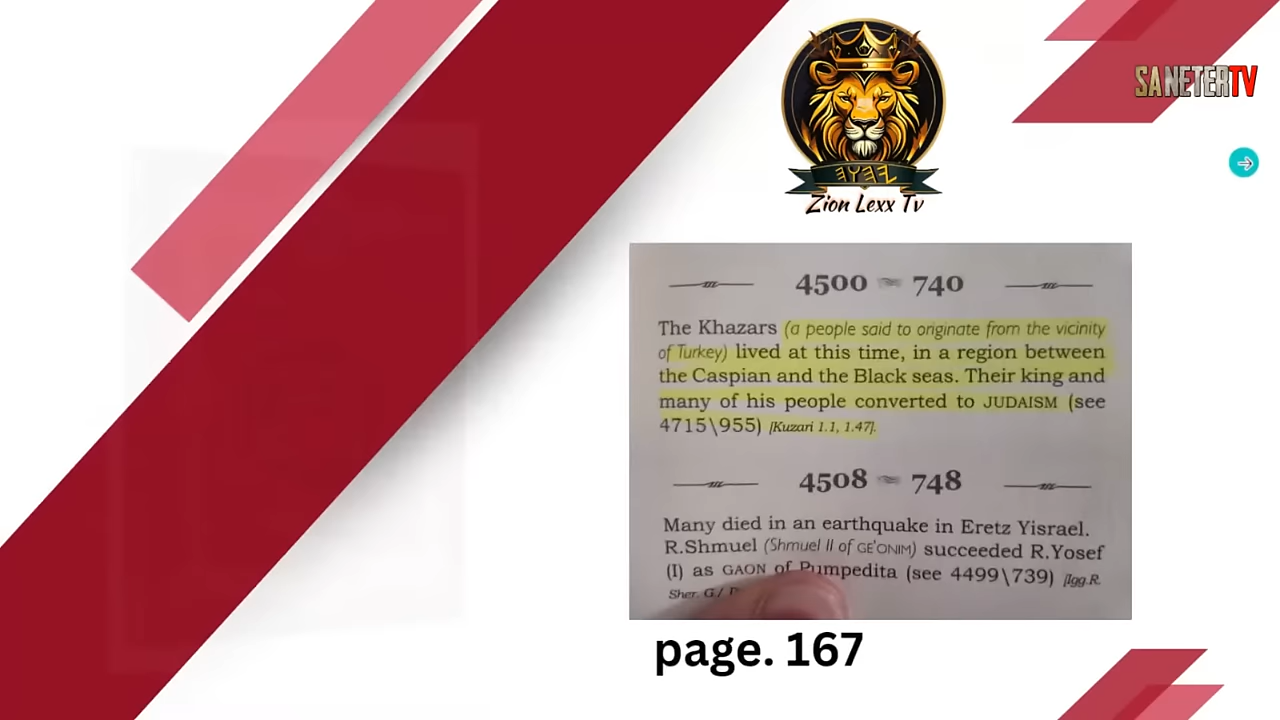 SANETERTV
𐤉𐤄𐤅𐤄
Zion Lexx Tv
4500 ~ 740
The Khazars (a people said to originate from the vicinity
of Turkey) lived at this time, in a region between
the Caspian and the Black seas. Their king and
many of his people converted to JUDAISM (see
4715\955) [Kuzari 1.1, 1.47].
4508 ~ 748
Many died in an earthquake in Eretz Yisrael.
R.Shmuel (Shmuel II of GE'ONIM) succeeded R.Yosef
(I) as GAON of Pumpedita (see 4499\739) [Igg.R.
Sher. G/
page. 167